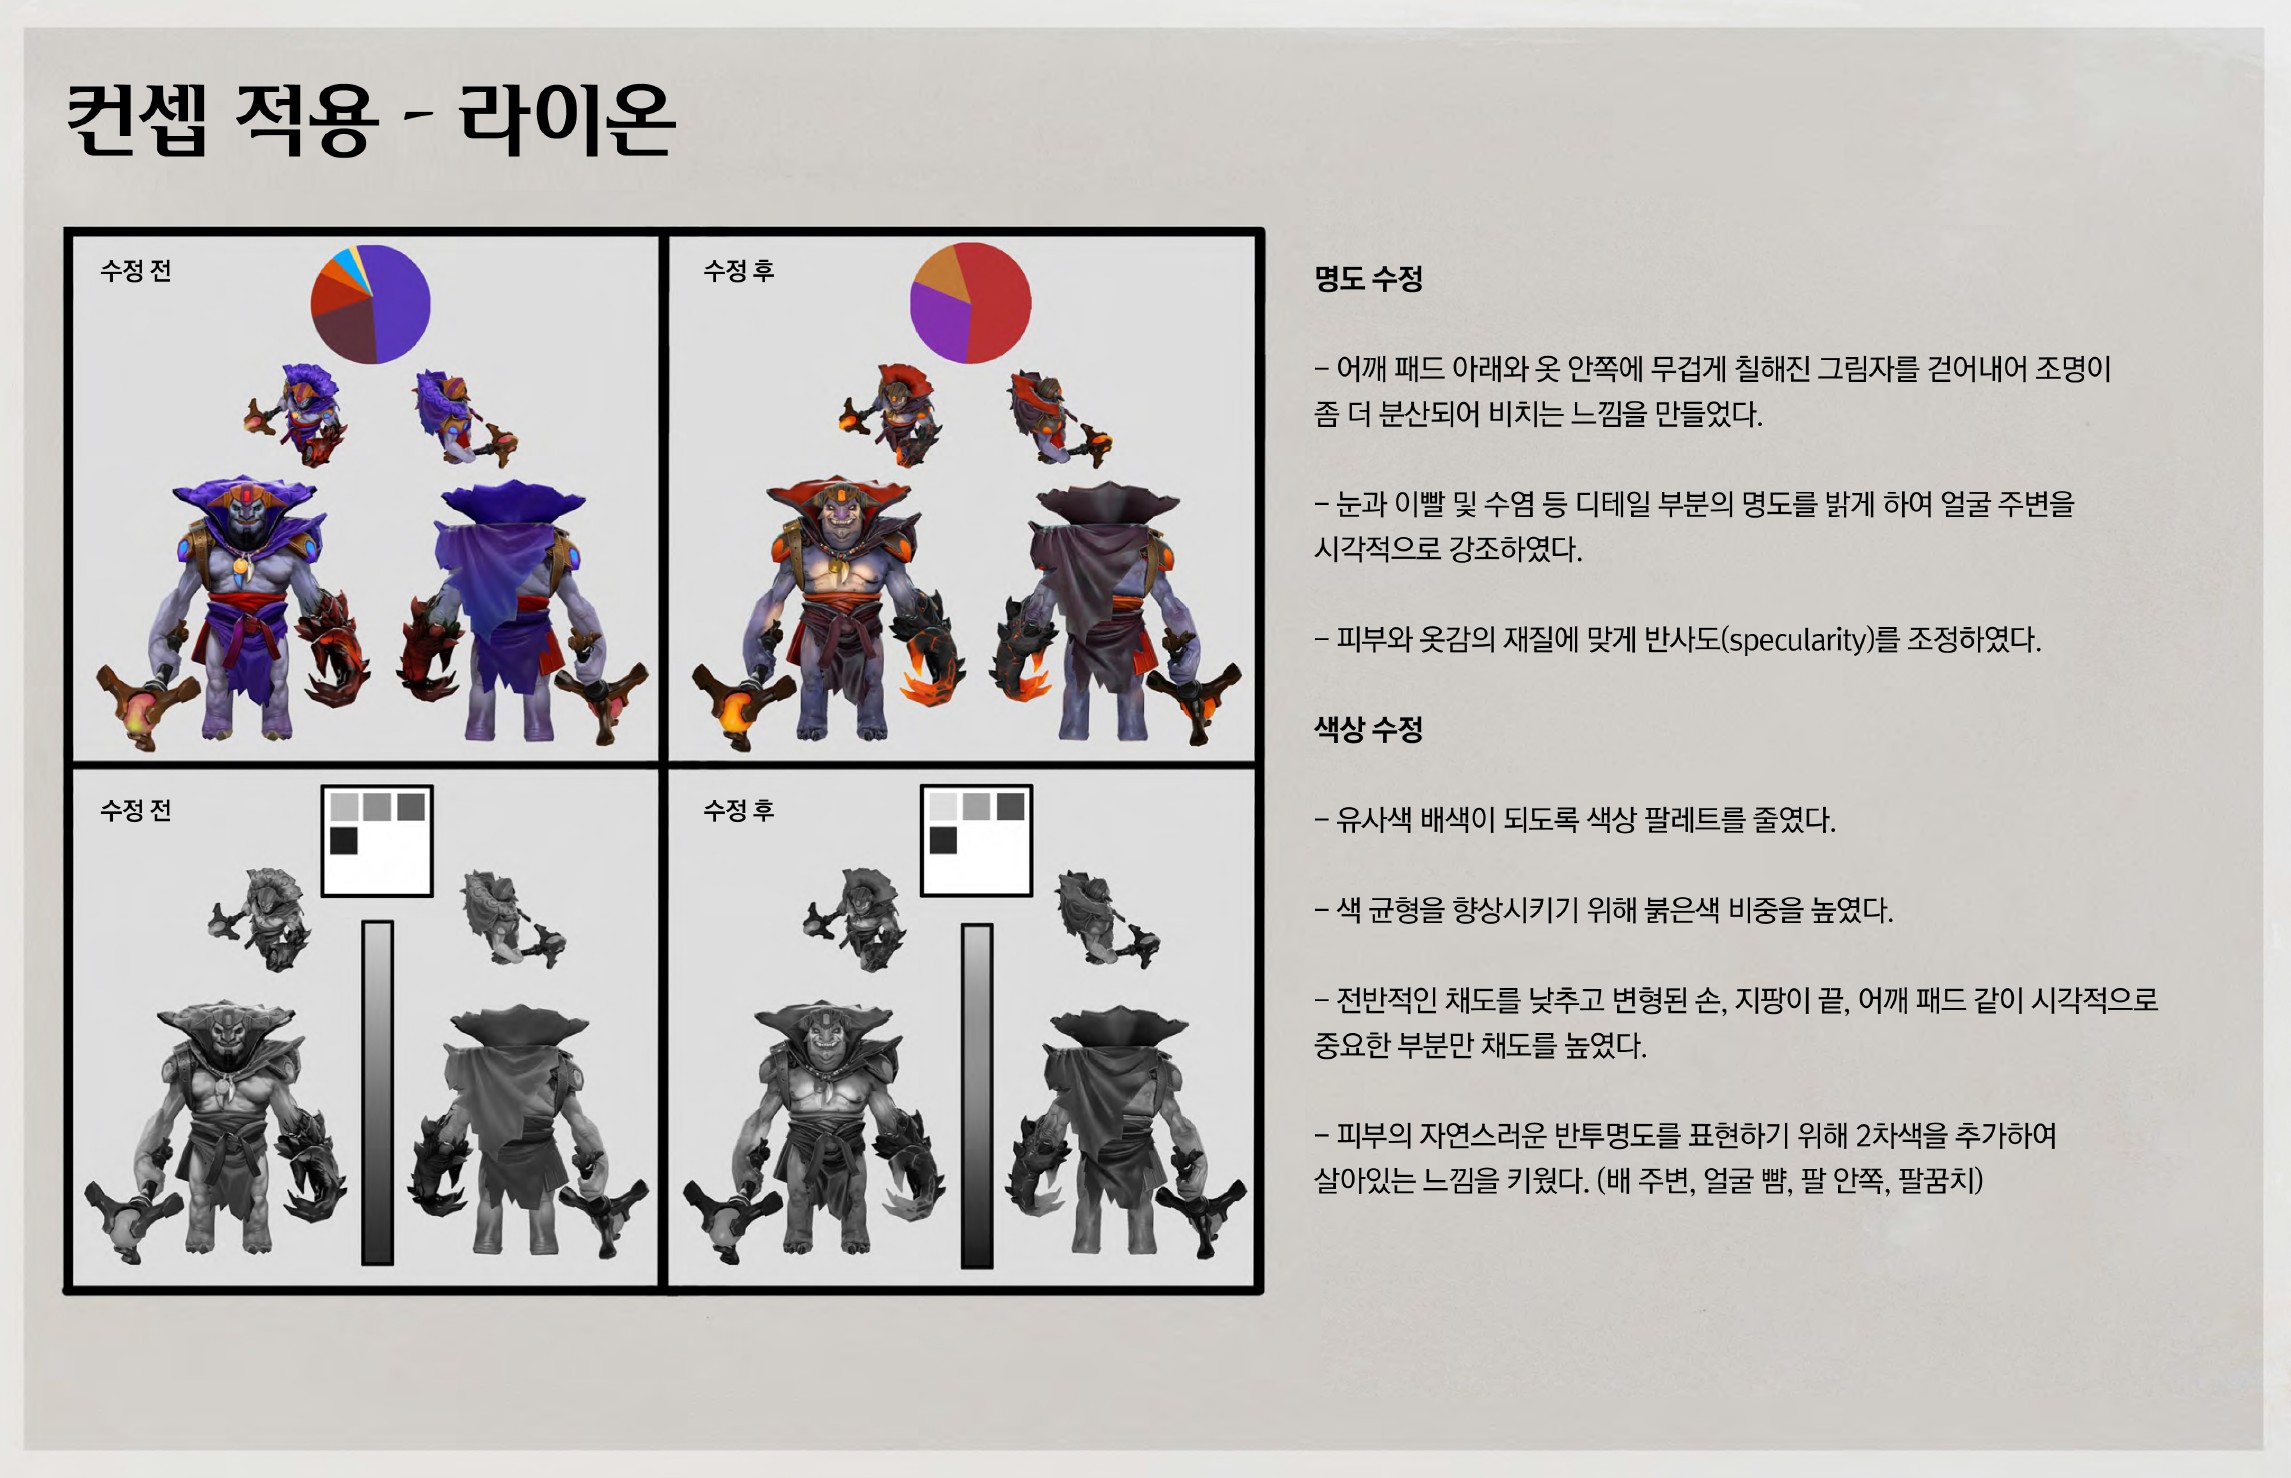 컨셉 적용 - 라이온
수정 전
수정 후
수정 전
수정 후
명도 수정
– 어깨 패드 아래와 옷 안쪽에 무겁게 칠해진 그림자를 걷어내어 조명이
좀 더 분산되어 비치는 느낌을 만들었다.
– 눈과 이빨 및 수염 등 디테일 부분의 명도를 밝게 하여 얼굴 주변을
시각적으로 강조하였다.
– 피부와 옷감의 재질에 맞게 반사도(specularity)를 조정하였다.
색상 수정
– 유사색 배색이 되도록 색상 팔레트를 줄였다.
– 색 균형을 향상시키기 위해 붉은색 비중을 높였다.
– 전반적인 채도를 낮추고 변형된 손, 지팡이 끝, 어깨 패드 같이 시각적으로
중요한 부분만 채도를 높였다.
– 피부의 자연스러운 반투명도를 표현하기 위해 2차색을 추가하여
살아있는 느낌을 키웠다. (배 주변, 얼굴 뺨, 팔 안쪽, 팔꿈치)